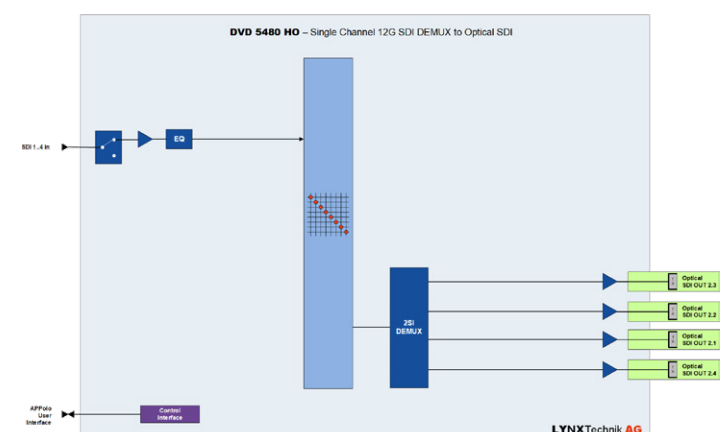 DVD 5480 HO – Single Channel 12G SDI DEMUX to Optical SDI
SDI 1..4 in
EQ
2SI
DEMUX
Optical
SDI OUT 2.3
Optical
SDI OUT 2.2
Optical
SDI OUT 2.1
Optical
SDI OUT 2.4
APPolo
User
Interface
Control
Interface
LYNXTechnik AG